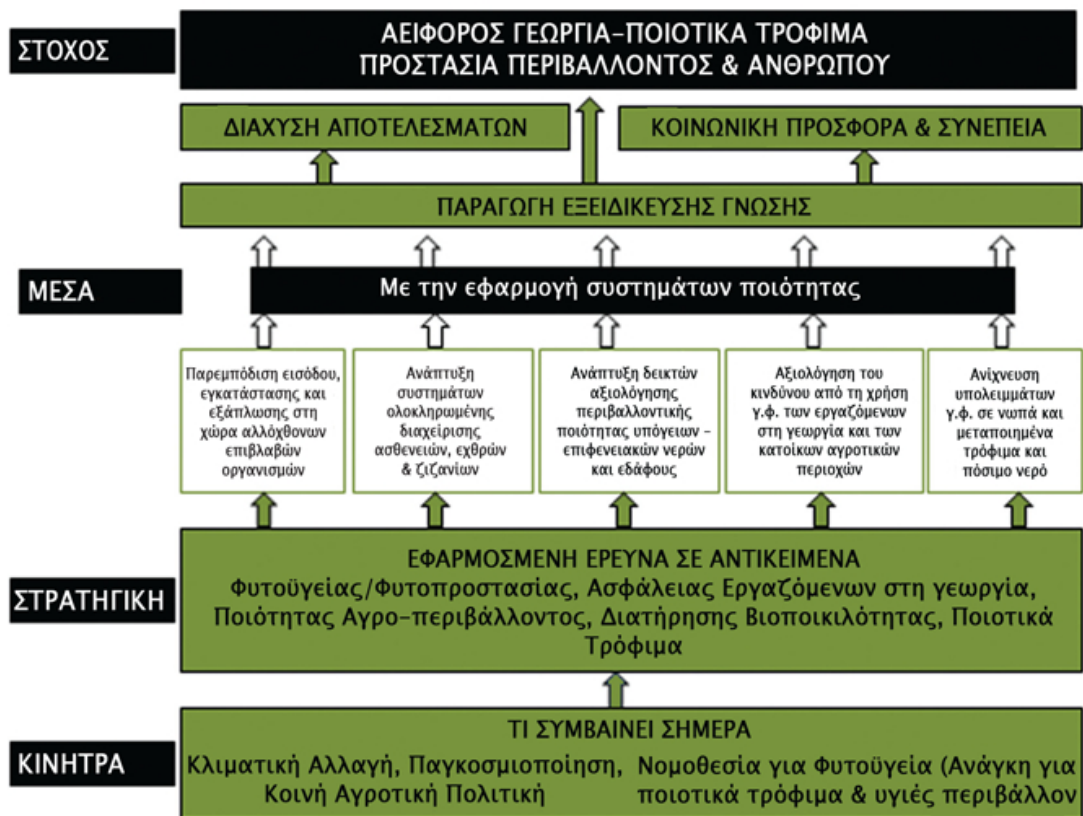 ΣΤΟΧΟΣ
ΑΕΙΦΟΡΟΣ ΓΕΩΡΓΙΑ-ΠΟΙΟΤΙΚΑ ΤΡΟΦΙΜΑ
ΠΡΟΣΤΑΣΙΑ ΠΕΡΙΒΑΛΛΟΝΤΟΣ & ΑΝΘΡΩΠΟΥ
ΔΙΑΧΥΣΗ ΑΠΟΤΕΛΕΣΜΑΤΩΝ
ΚΟΙΝΩΝΙΚΗ ΠΡΟΣΦΟΡΑ & ΣΥΝΕΠΕΙΑ
ΠΑΡΑΓΩΓΗ ΕΞΕΙΔΙΚΕΥΣΗΣ ΓΝΩΣΗΣ
ΜΕΣΑ
Με την εφαρμογή συστημάτων ποιότητας
Παρεμπόδιση εισόδου,
εγκατάστασης και
εξάπλωσης στη
χώρα αλλόχθονων
επιβλαβών
οργανισμών
Ανάπτυξη
συστημάτων
ολοκληρωμένης
διαχείρισης
ασθενειών, εχθρών
& ζιζανίων
Ανάπτυξη δεικτών
αξιολόγησης
περιβαλλοντικής
ποιότητας υπόγειων –
επιφενειακών νερών
και εδάφους
Αξιολόγηση του
κινδύνου από τη χρήση
γ.φ. των εργαζόμενων
στη γεωργία και των
κατοίκων αγροτικών
περιοχών
Ανίχνευση
υπολειμμάτων
γ.φ. σε νωπά και
μεταποιημένα
τρόφιμα και
πόσιμο νερό
ΣΤΡΑΤΗΓΙΚΗ
ΕΦΑΡΜΟΣΜΕΝΗ ΕΡΕΥΝΑ ΣΕ ΑΝΤΙΚΕΙΜΕΝΑ
Φυτοϋγείας/Φυτοπροστασίας, Ασφάλειας Εργαζόμενων στη γεωργία,
Ποιότητας Αγρο-περιβάλλοντος, Διατήρησης Βιοποικιλότητας, Ποιοτικά
Τρόφιμα
ΚΙΝΗΤΡΑ
ΤΙ ΣΥΜΒΑΙΝΕΙ ΣΗΜΕΡΑ
Κλιματική Αλλαγή, Παγκοσμιοποίηση,
Κοινή Αγροτική Πολιτική
Νομοθεσία για Φυτοϋγεία (Ανάγκη για
ποιοτικά τρόφιμα & υγιές περιβάλλον